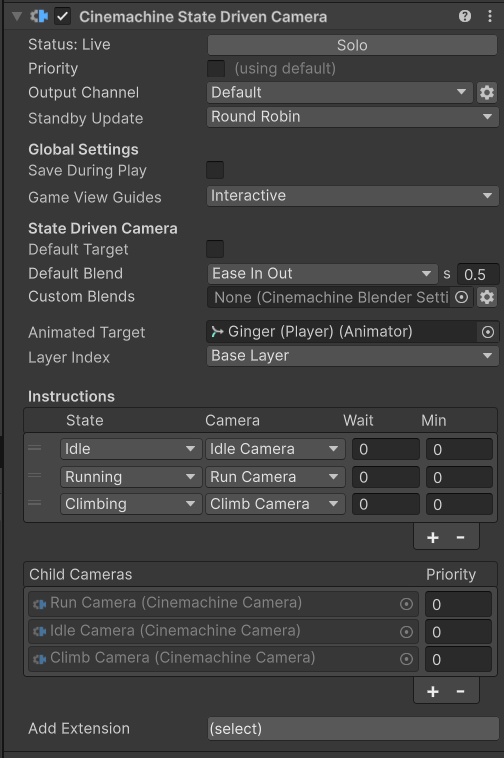 Cinemachine State Driven Camera
Status: Live Solo
Priority (using default)
Output Channel Default
Standby Update Round Robin
Global Settings
Save During Play
Game View Guides Interactive
State Driven Camera
Default Target
Default Blend Ease In Out s 0.5
Custom Blends None (Cinemachine Blender Setti
Animated Target Ginger (Player) (Animator)
Layer Index Base Layer
Instructions
State Camera Wait Min
Idle Idle Camera 0 0
Running Run Camera 0 0
Climbing Climb Camera 0 0
+ -
Child Cameras Priority
Run Camera (Cinemachine Camera) 0
Idle Camera (Cinemachine Camera) 0
Climb Camera (Cinemachine Camera) 0
+ -
Add Extension (select)